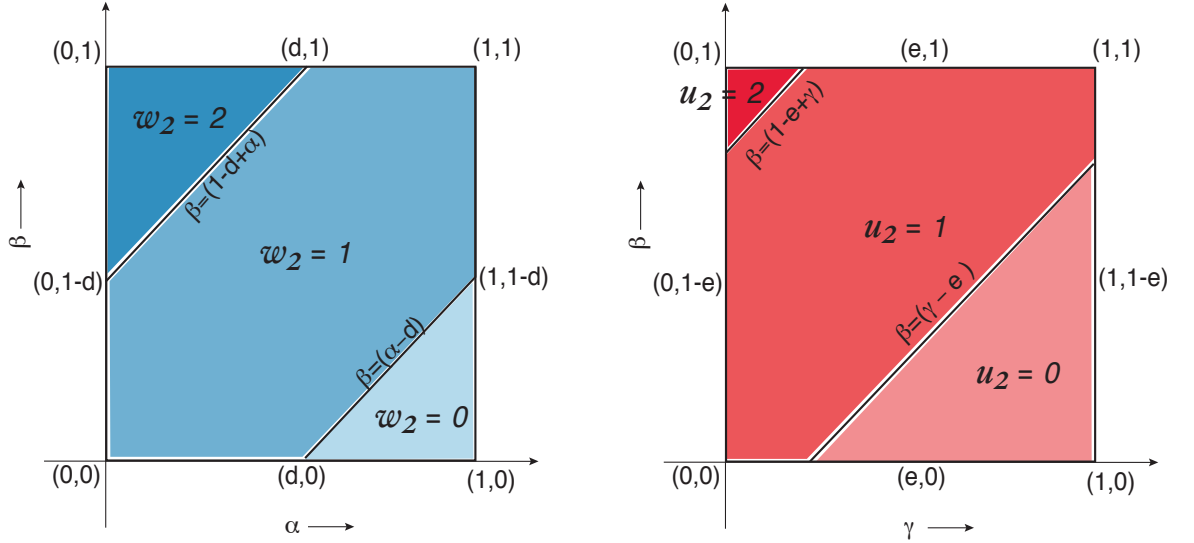 (0,1)
(d,1)
(1,1)
w2 = 2
β=(1-d+α)
β
w2 = 1
(0,1-d)
(1,1-d)
β=(α−d)
w2 = 0
(0,0)
(d,0)
(1,0)
α
(0,1)
(e,1)
(1,1)
u2 = 2
β=(1-e+γ)
β
u2 = 1
(0,1-e)
(1,1-e)
β=(γ − e )
u2 = 0
(0,0)
(e,0)
(1,0)
γ